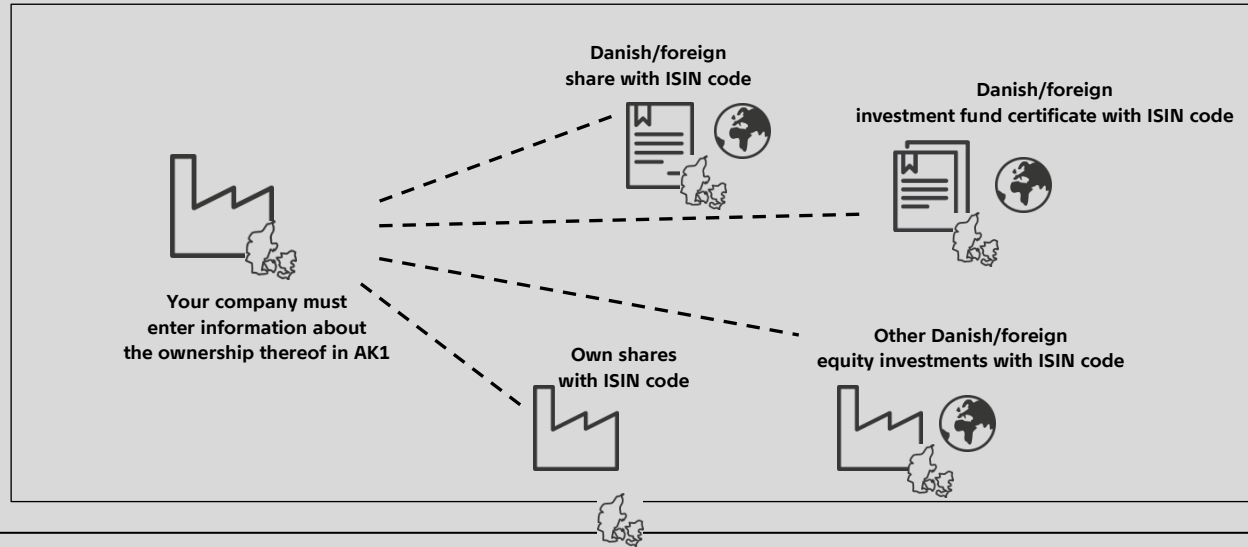 Danish/foreign
share with ISIN code
Danish/foreign
investment fund certificate with ISIN code
Your company must
enter information about
the ownership thereof in AK1
Own shares
with ISIN code
Other Danish/foreign
equity investments with ISIN code